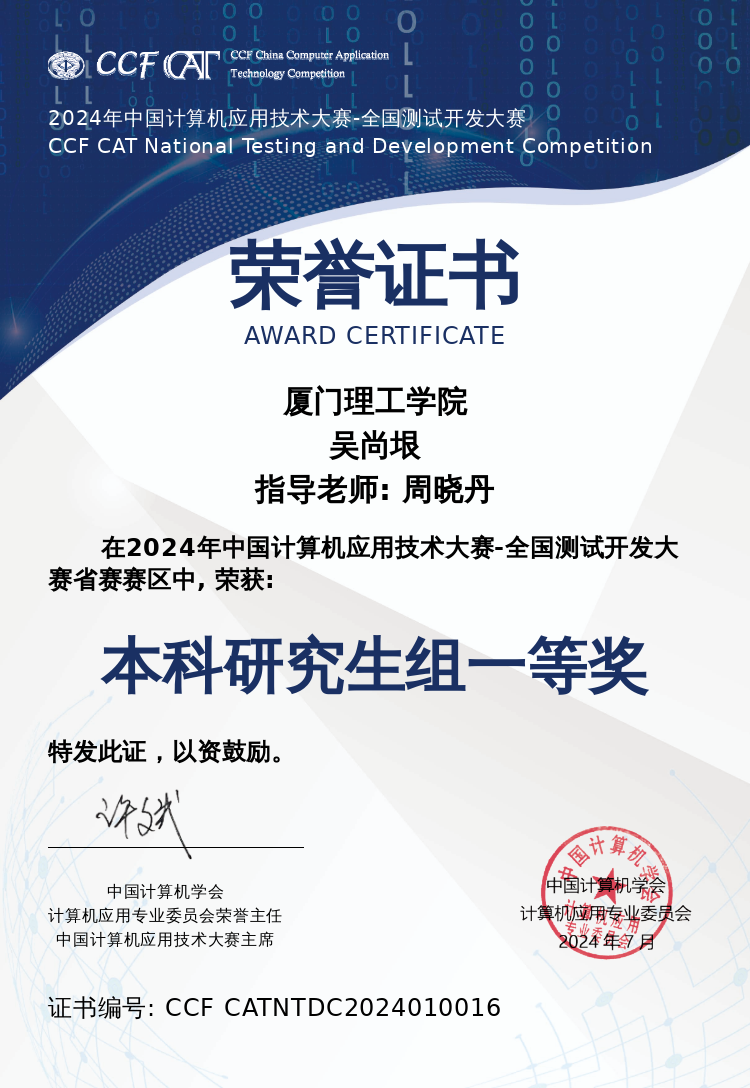 CCF CAT
CCF China Computer Application
Technology Competition
2024年中国计算机应用技术大赛-全国测试开发大赛
CCF CAT National Testing and Development Competition
荣誉证书
AWARD CERTIFICATE
厦门理工学院
吴尚垠
指导老师: 周晓丹
在2024年中国计算机应用技术大赛-全国测试开发大
赛省赛赛区中, 荣获:
本科研究生组一等奖
特发此证，以资鼓励。
中国计算机学会
计算机应用专业委员会荣誉主任
中国计算机应用技术大赛主席
中国计算机学会
计算机应用专业委员会
2024 年 7 月
中国计算机学会
计算机应用
专业委员会
证书编号: CCF CATNTDC2024010016